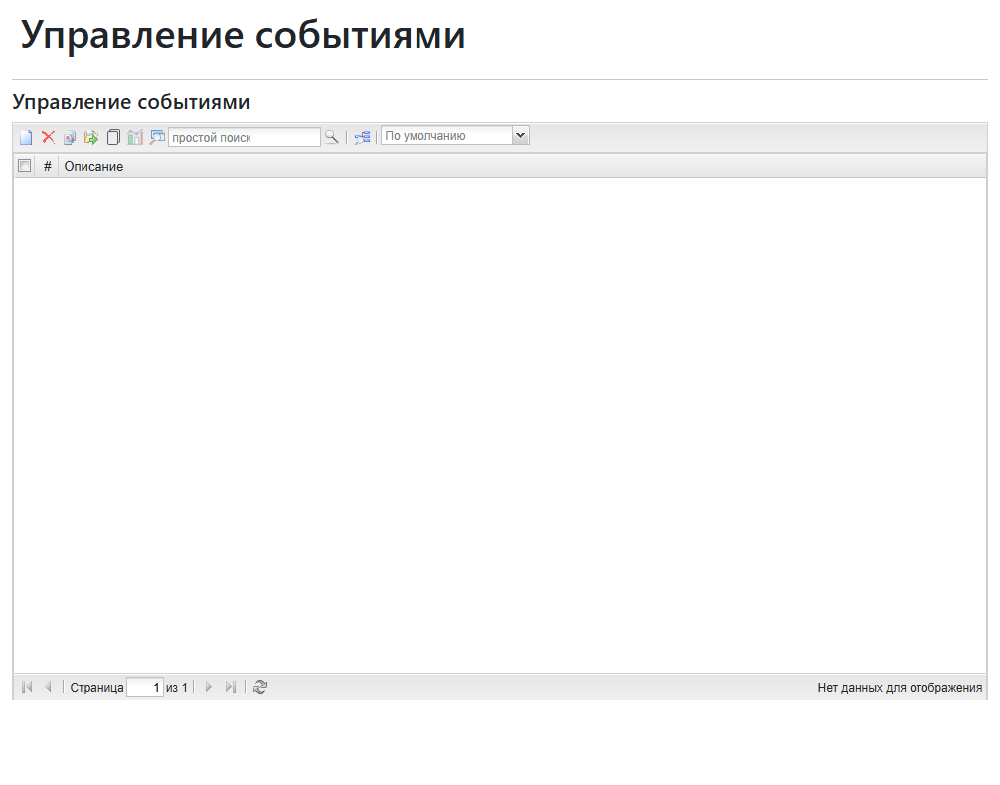 Управление событиями
Управление событиями
простой поиск
По умолчанию
# Описание
Страница 1 из 1
Нет данных для отображения